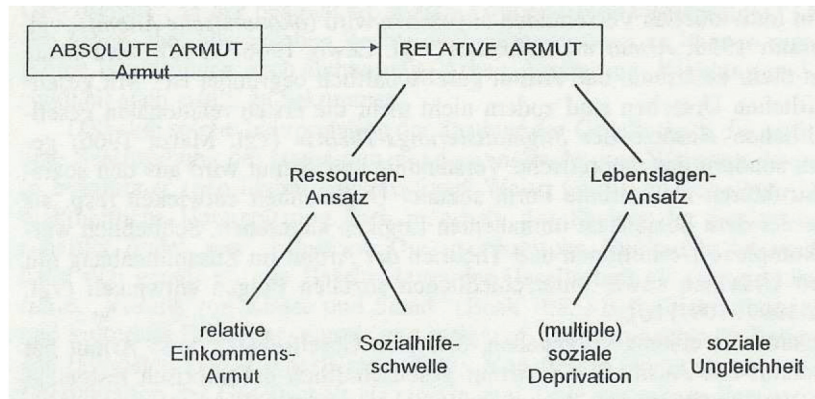 ABSOLUTE ARMUT
Armut
RELATIVE ARMUT
Ressourcen-
Ansatz
Lebenslagen-
Ansatz
relative
Einkommens-
Armut
Sozialhilfe-
schwelle
(multiple)
soziale
Deprivation
soziale
Ungleichheit